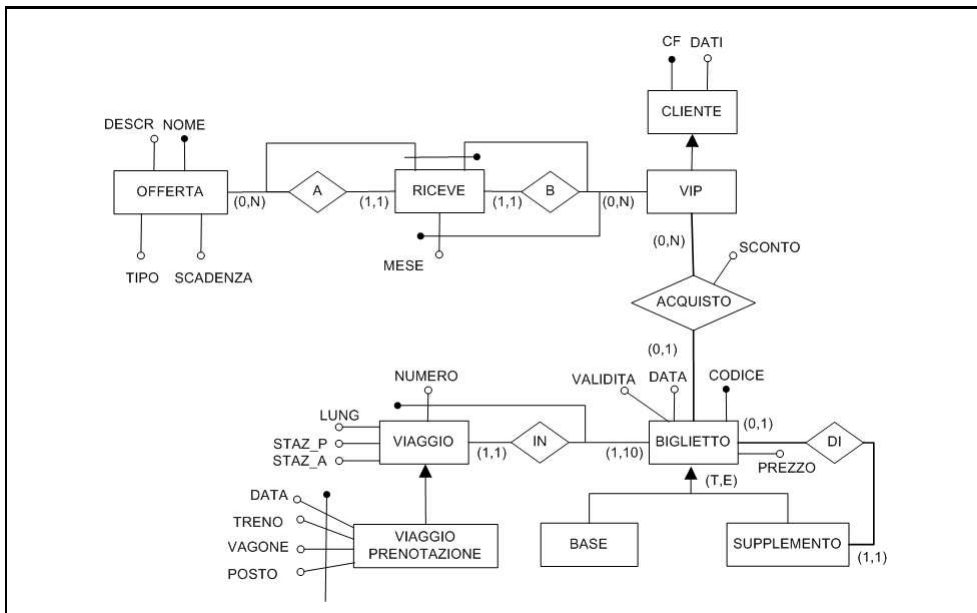 CF DATI
CLIENTE
DESCR NOME
OFFERTA
(0,N)
A
(1,1)
RICEVE
(1,1)
B
(0,N)
VIP
(0,N)
TIPO SCADENZA
MESE
SCONTO
ACQUISTO
(0,1)
NUMERO
VALIDITA
DATA
CODICE
LUNG
STAZ_P
STAZ_A
VIAGGIO
(1,1)
IN
(1,10)
BIGLIETTO
(0,1)
DI
PREZZO
(T,E)
DATA
TRENO
VAGONE
POSTO
VIAGGIO
PRENOTAZIONE
BASE
SUPPLEMENTO
(1,1)